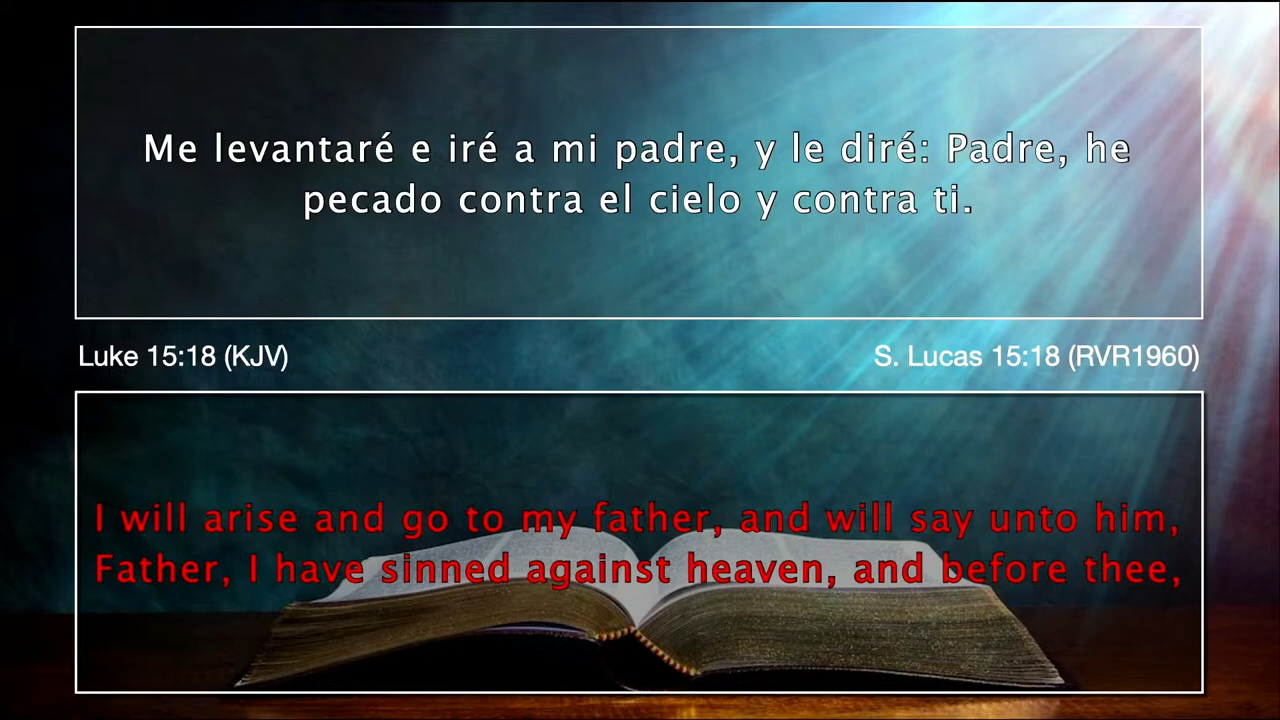 Me levantaré e iré a mi padre, y le diré: Padre, he
pecado contra el cielo y contra ti.
Luke 15:18 (KJV)
S. Lucas 15:18 (RVR1960)
I will arise and go to my father, and will say unto him,
Father, I have sinned against heaven, and before thee,